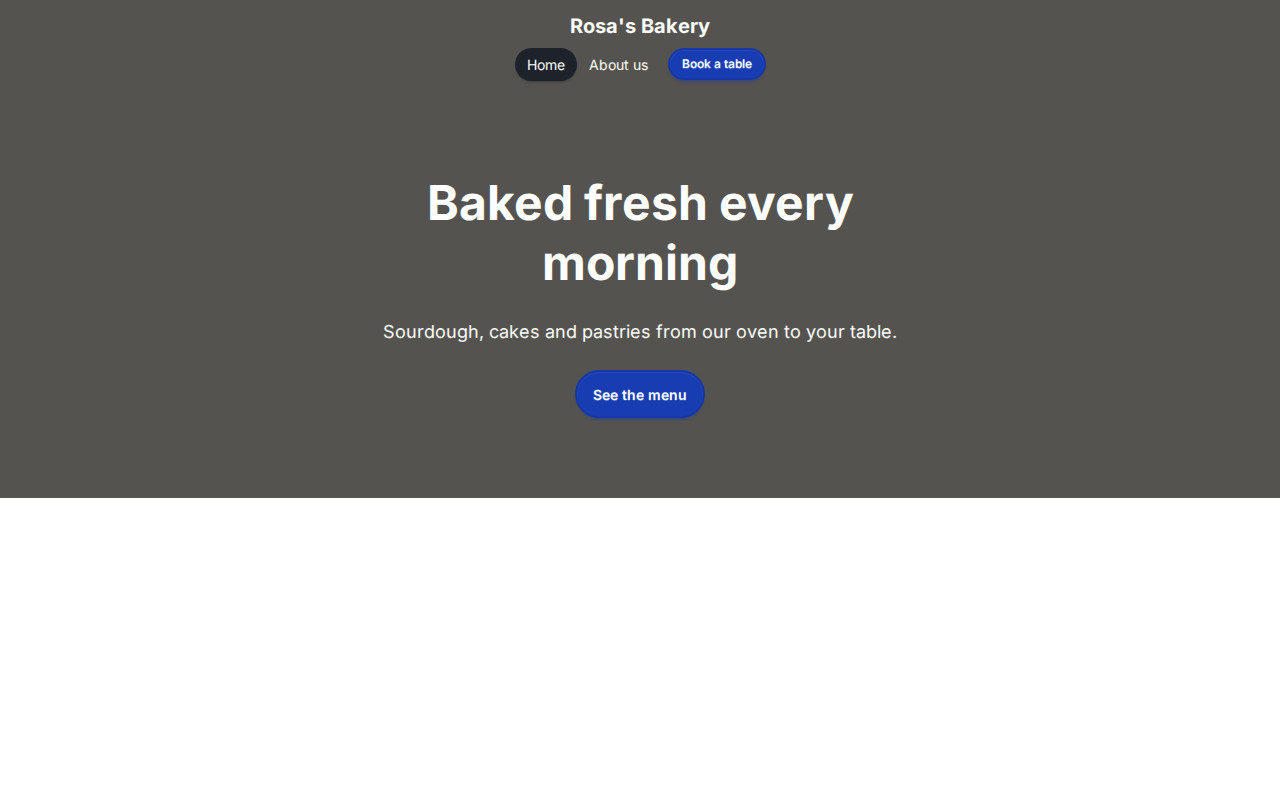 Rosa's Bakery
Home About us Book a table
Baked fresh every
morning
Sourdough, cakes and pastries from our oven to your table.
See the menu